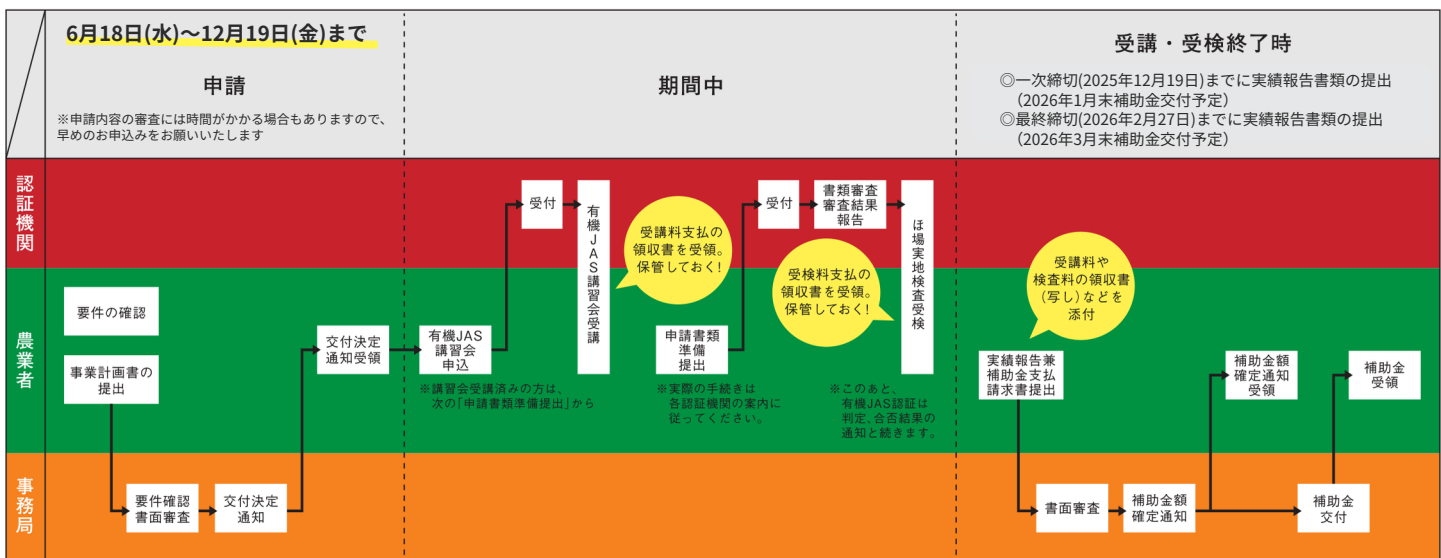 6月18日(水)〜12月19日(金)まで
申請
※申請内容の審査には時間がかかる場合もありますので、
早めのお申込みをお願いいたします
期間中
受講・受検終了時
◎一次締切(2025年12月19日)までに実績報告書類の提出
（2026年1月末補助金交付予定）
◎最終締切(2026年2月27日)までに実績報告書類の提出
（2026年3月末補助金交付予定）
認証機関
受付
有機JAS講習会受講
受講料支払の
領収書を受領。
保管しておく!
受付
書類審査
審査結果
報告
ほ場実地検査受検
受検料支払の
領収書を受領。
保管しておく!
受講料や
検査料の領収書
(写し)などを
添付
農業者
要件の確認
事業計画書の
提出
交付決定
通知受領
有機JAS
講習会
申込
※講習会受講済みの方は、
次の「申請書類準備提出」から
申請書類
準備
提出
※実際の手続きは
各認証機関の案内に
従ってください。
※このあと、
有機JAS認証は
判定、合否結果の
通知と続きます。
実績報告兼
補助金支払
請求書提出
補助金額
確定通知
受領
補助金
受領
事務局
要件確認
書面審査
交付決定
通知
書面審査
補助金額
確定通知
補助金
交付